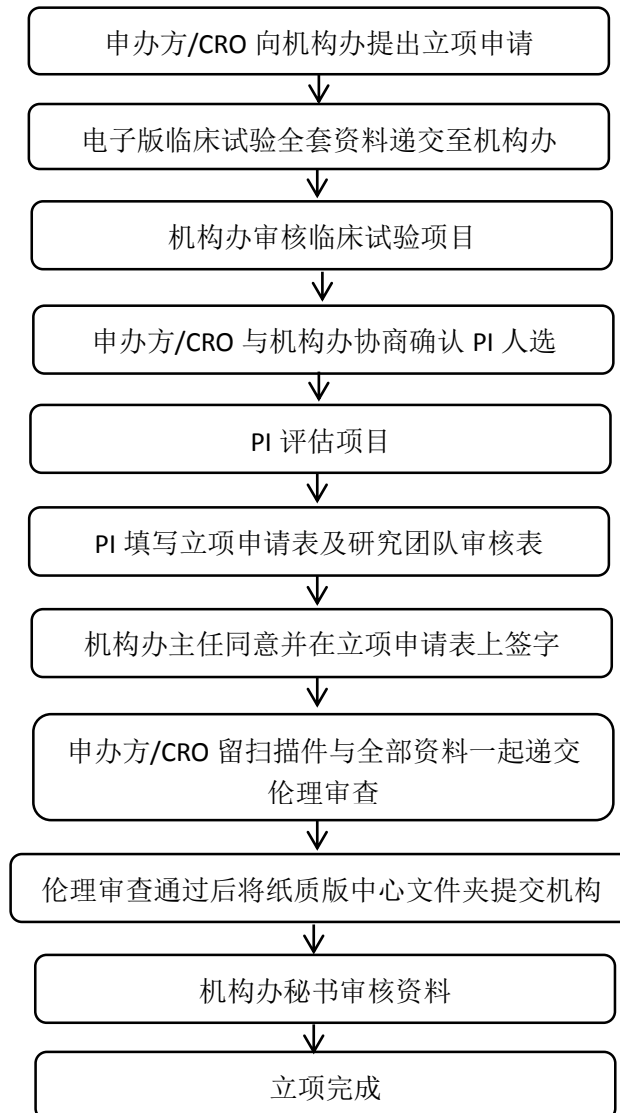 申办方/CRO 向机构办提出立项申请
电子版临床试验全套资料递交至机构办
机构办审核临床试验项目
申办方/CRO 与机构办协商确认 PI 人选
PI 评估项目
PI 填写立项申请表及研究团队审核表
机构办主任同意并在立项申请表上签字
申办方/CRO 留扫描件与全部资料一起递交
伦理审查
伦理审查通过后将纸质版中心文件夹提交机构
机构办秘书审核资料
立项完成